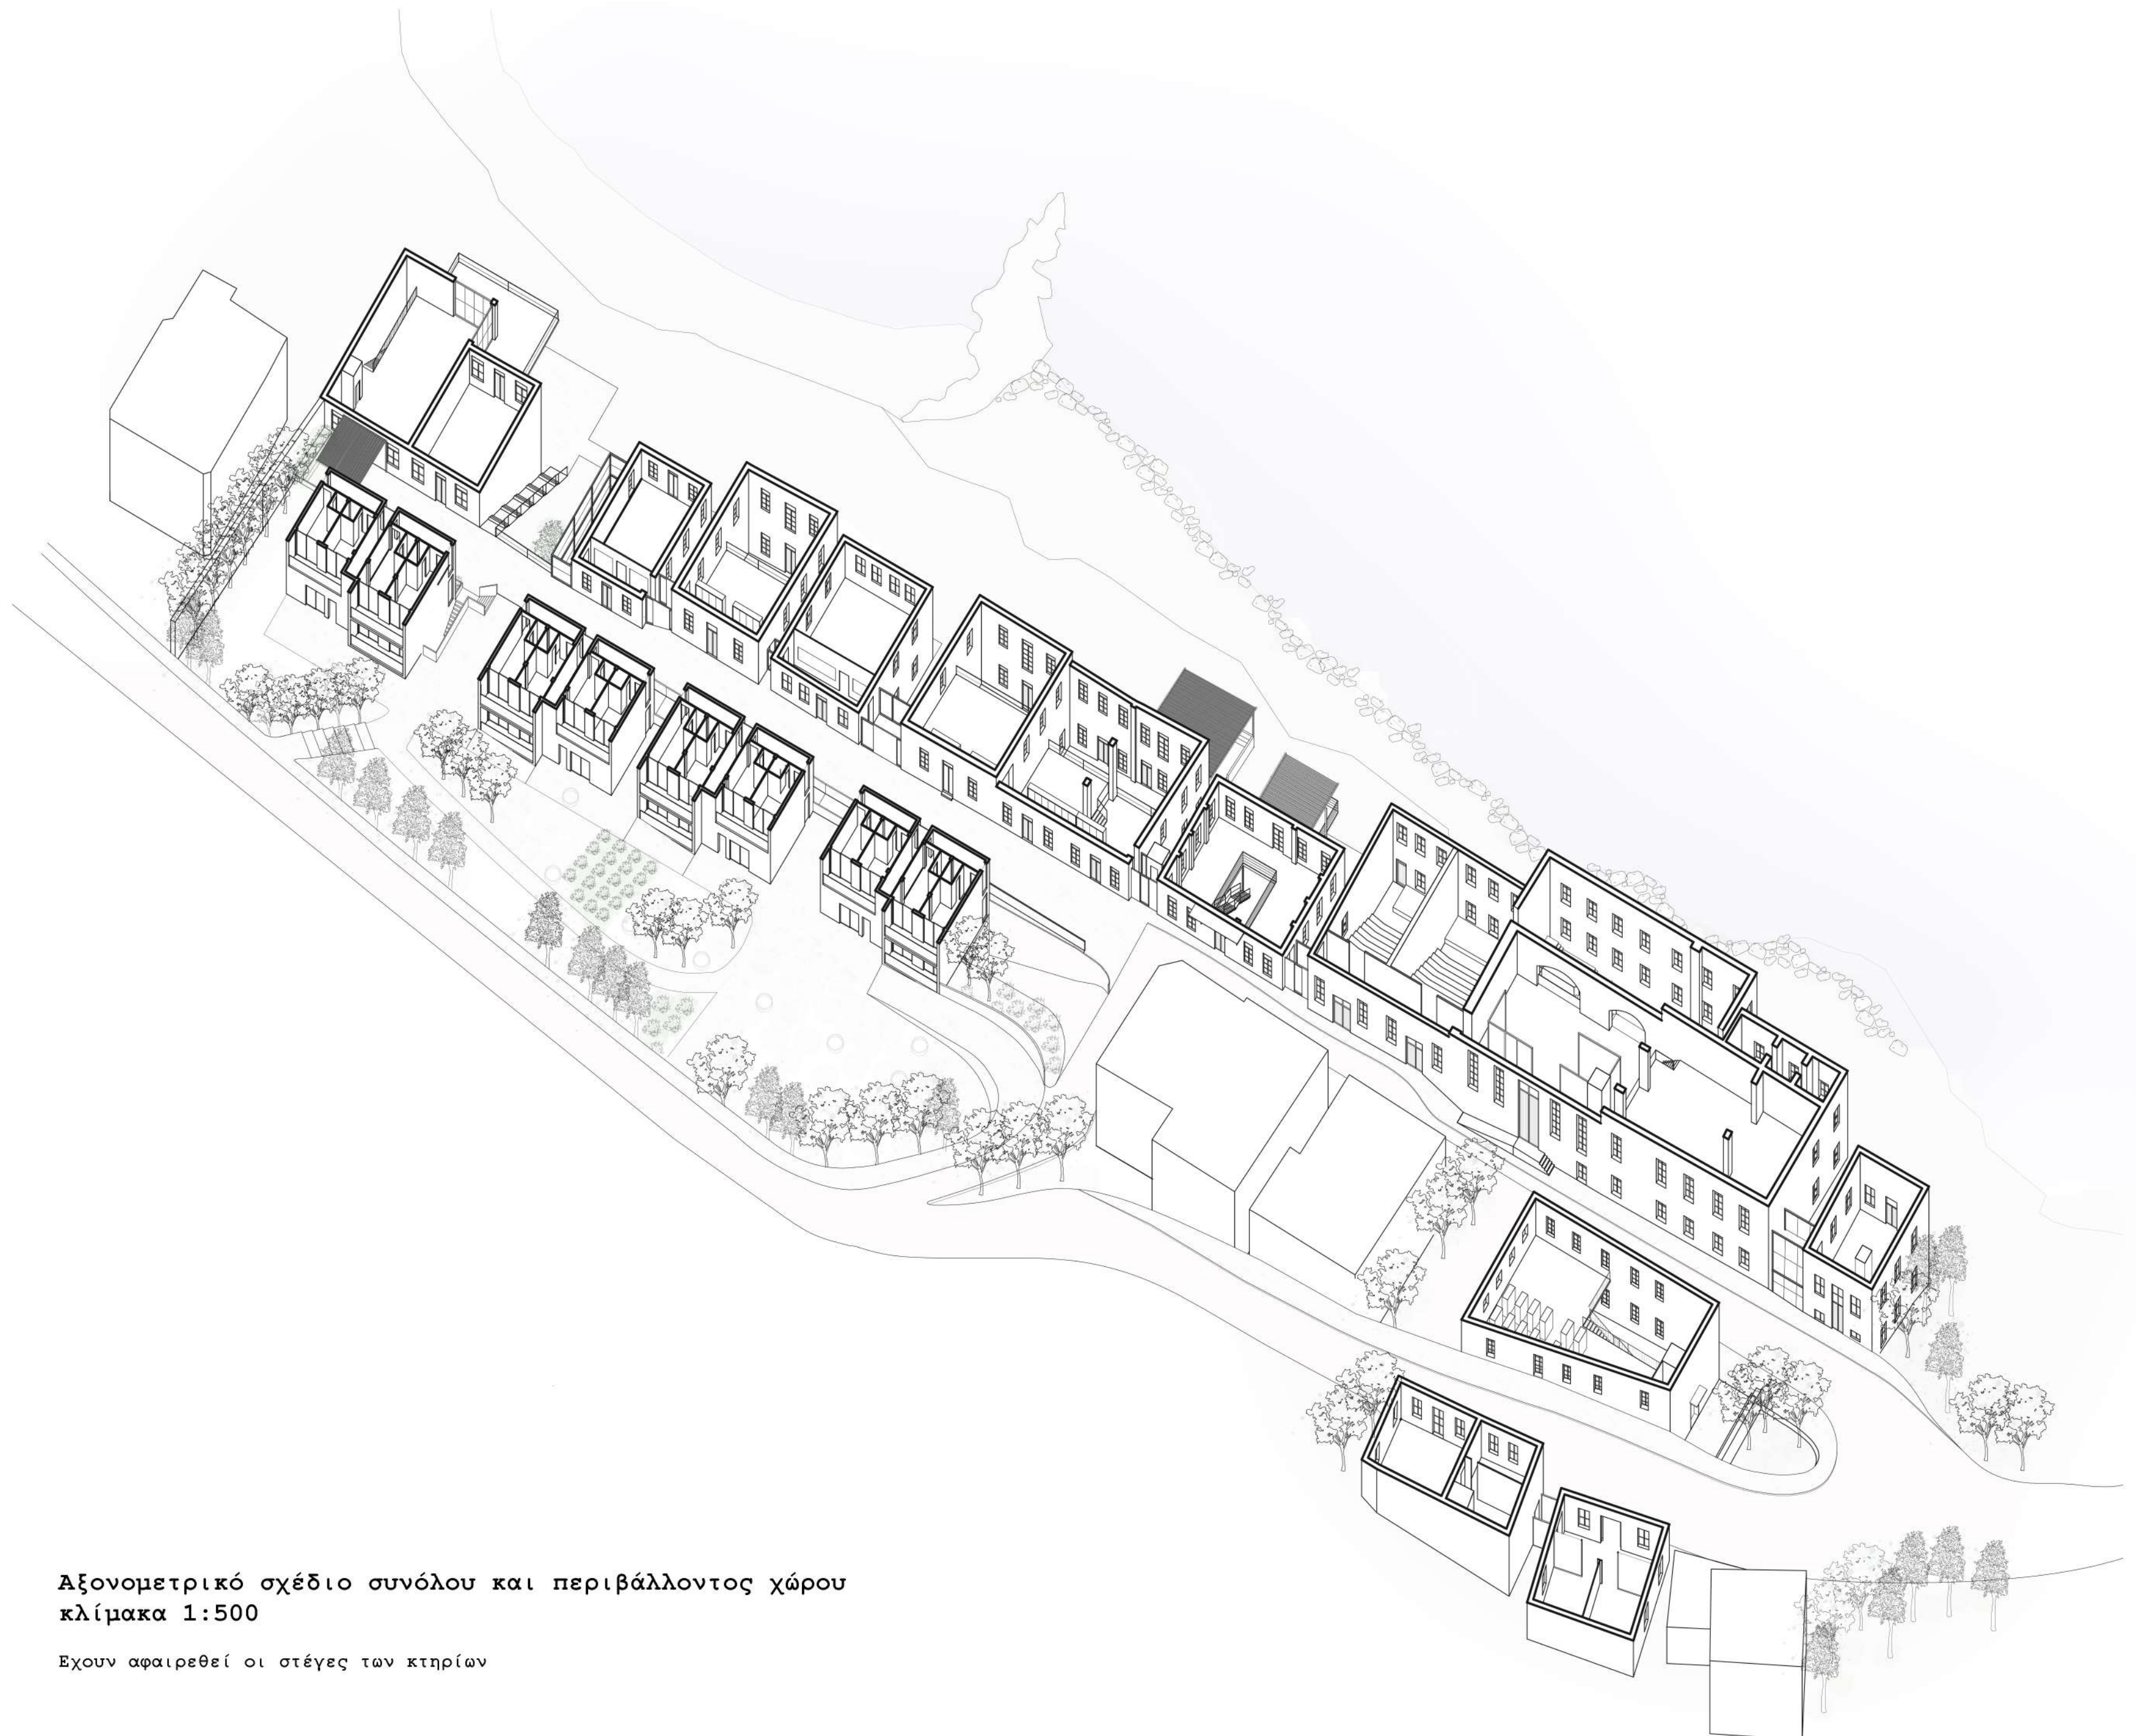 Αξονομετρικό σχέδιο συνόλου και περιβάλλοντος χώρου
κλίμακα 1:500
Εχουν αφαιρεθεί οι στέγες των κτηρίων